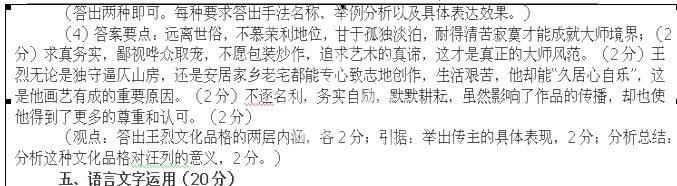 （答出两种即可。每种要求答出手法名称、举例分析以及具体表达效果。）
（4）答案要点：远离世俗，不慕荣利地位，甘于孤独淡泊，耐得清苦寂寞才能成就大师境界；（2
分）求真务实，鄙视哗众取宠，不愿包装炒作，追求艺术的真谛，这才是真正的大师风范。（2分）王
烈无论是独守逼仄山房，还是安居家乡老宅都能专心致志地创作，生活艰苦，他却能“久居心自乐”，这
是他画艺有成的重要原因。（2分）不逐名利，务实自励，默默耕耘，虽然影响了作品的传播，却也使
他得到了更多的尊重和认可。（2分）
（观点：答出王烈文化品格的两层内涵，各2分；引据：举出传主的具体表现，2分；分析总结：
分析这种文化品格对汪列的意义，2分。）
五、语言文字运用（20分）